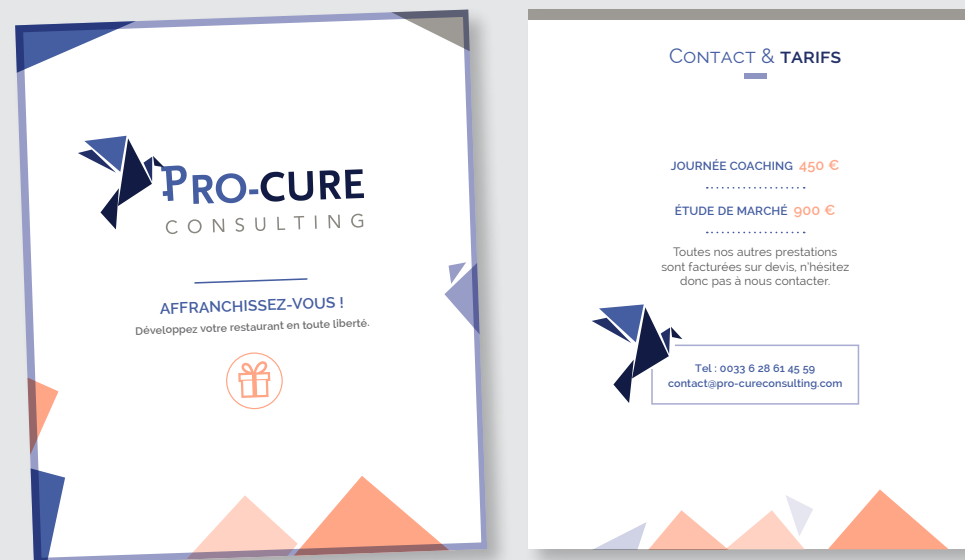 PRO-CURE
CONSULTING
AFFRANCHISSEZ-VOUS !
Développez votre restaurant en toute liberté.
CONTACT & TARIFS
JOURNÉE COACHING 450 €
ÉTUDE DE MARCHÉ 900 €
Toutes nos autres prestations
sont facturées sur devis, n'hésitez
donc pas à nous contacter.
Tel : 0033 6 28 61 45 59
contact@pro-cureconsulting.com